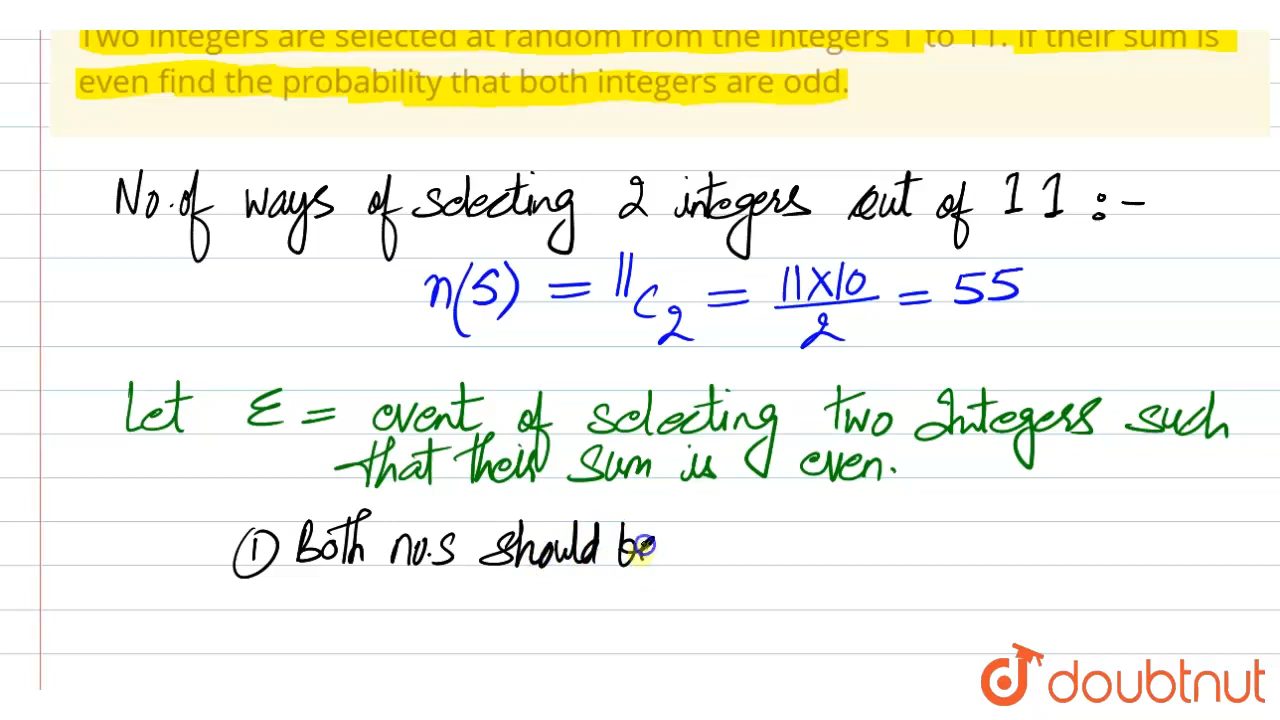 Two integers are selected at random from the integers 1 to 11. If their sum is
even find the probability that both integers are odd.
No. of ways of selecting 2 integers out of 11 :-
n(S) = ¹¹C₂ = 11×10/2 = 55
Let E = event of selecting two Integers such
that their sum is even.
① Both no.s should be
doubtnut